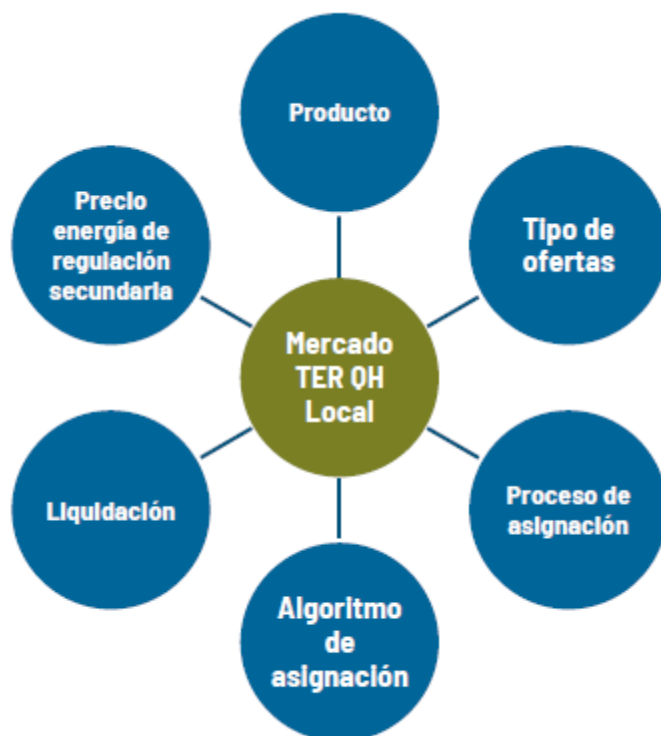 Producto
Precio
energía de
regulación
secundaria
Tipo de
ofertas
Mercado
TER QH
Local
Liquidación
Proceso de
asignación
Algoritmo
de
asignación